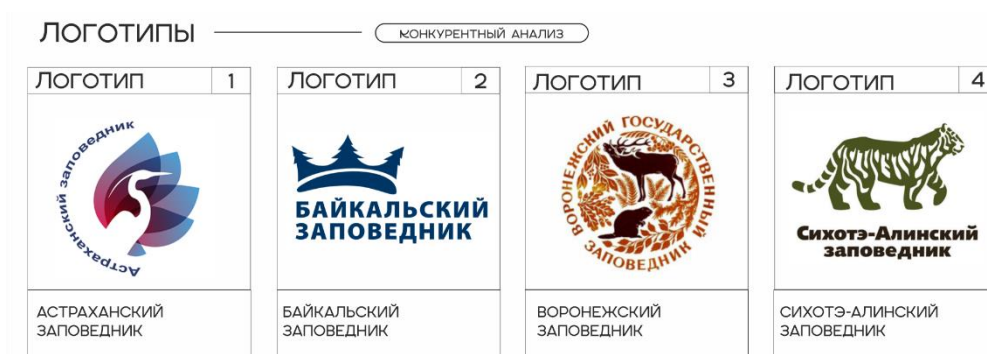 ЛОГОТИПЫ
КОНКУРЕНТНЫЙ АНАЛИЗ
ЛОГОТИП 1
Астраханский заповедник
АСТРАХАНСКИЙ
ЗАПОВЕДНИК
ЛОГОТИП 2
БАЙКАЛЬСКИЙ
ЗАПОВЕДНИК
БАЙКАЛЬСКИЙ
ЗАПОВЕДНИК
ЛОГОТИП 3
ВОРОНЕЖСКИЙ ГОСУДАРСТВЕННЫЙ
ЗАПОВЕДНИК
ВОРОНЕЖСКИЙ
ЗАПОВЕДНИК
ЛОГОТИП 4
Сихотэ-Алинский
заповедник
СИХОТЭ-АЛИНСКИЙ
ЗАПОВЕДНИК